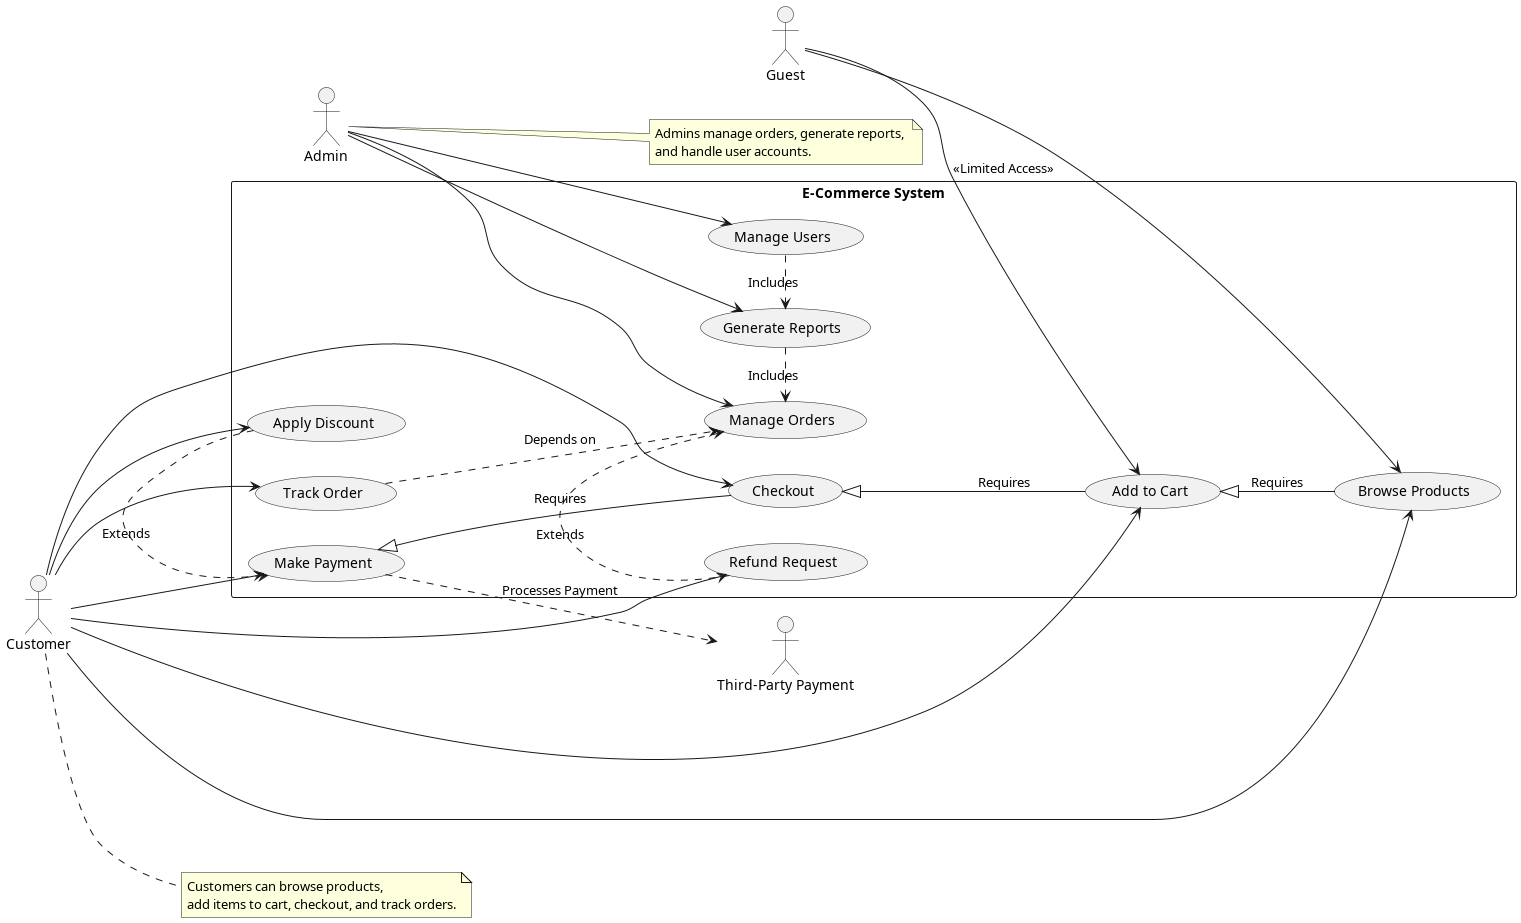 Guest
Admin
Admins manage orders, generate reports,
and handle user accounts.
«Limited Access»
E-Commerce System
Manage Users
Includes
Generate Reports
Includes
Apply Discount
Manage Orders
Depends on
Track Order
Checkout
Requires
Add to Cart
Requires
Browse Products
Requires
Extends
Extends
Make Payment
Refund Request
Processes Payment
Customer
Third-Party Payment
Customers can browse products,
add items to cart, checkout, and track orders.